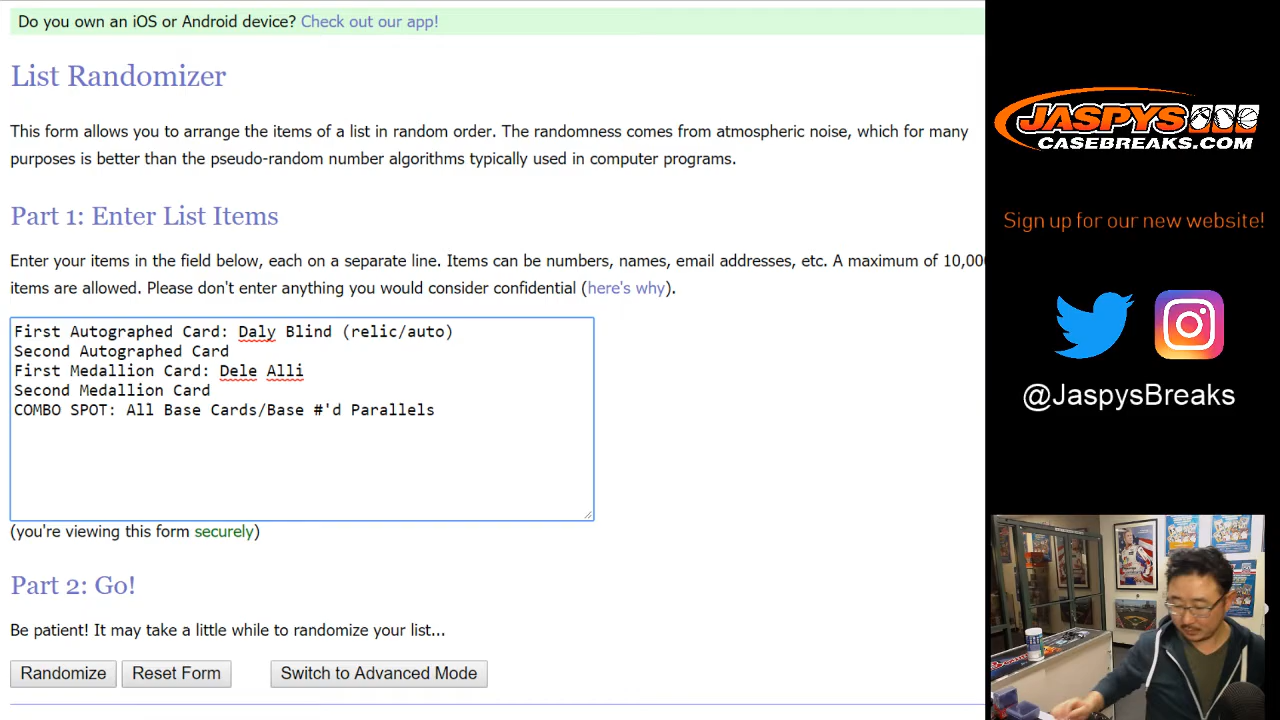 Do you own an iOS or Android device? Check out our app!
List Randomizer
This form allows you to arrange the items of a list in random order. The randomness comes from atmospheric noise, which for many
purposes is better than the pseudo-random number algorithms typically used in computer programs.
Part 1: Enter List Items
Enter your items in the field below, each on a separate line. Items can be numbers, names, email addresses, etc. A maximum of 10,00
items are allowed. Please don't enter anything you would consider confidential (here's why).
First Autographed Card: Daly Blind (relic/auto)
Second Autographed Card
First Medallion Card: Dele Alli
Second Medallion Card
COMBO SPOT: All Base Cards/Base #'d Parallels
(you're viewing this form securely)
Part 2: Go!
Be patient! It may take a little while to randomize your list...
Randomize
Reset Form
Switch to Advanced Mode
JASPYS
CASEBREAKS.COM
Sign up for our new website!
@JaspysBreaks